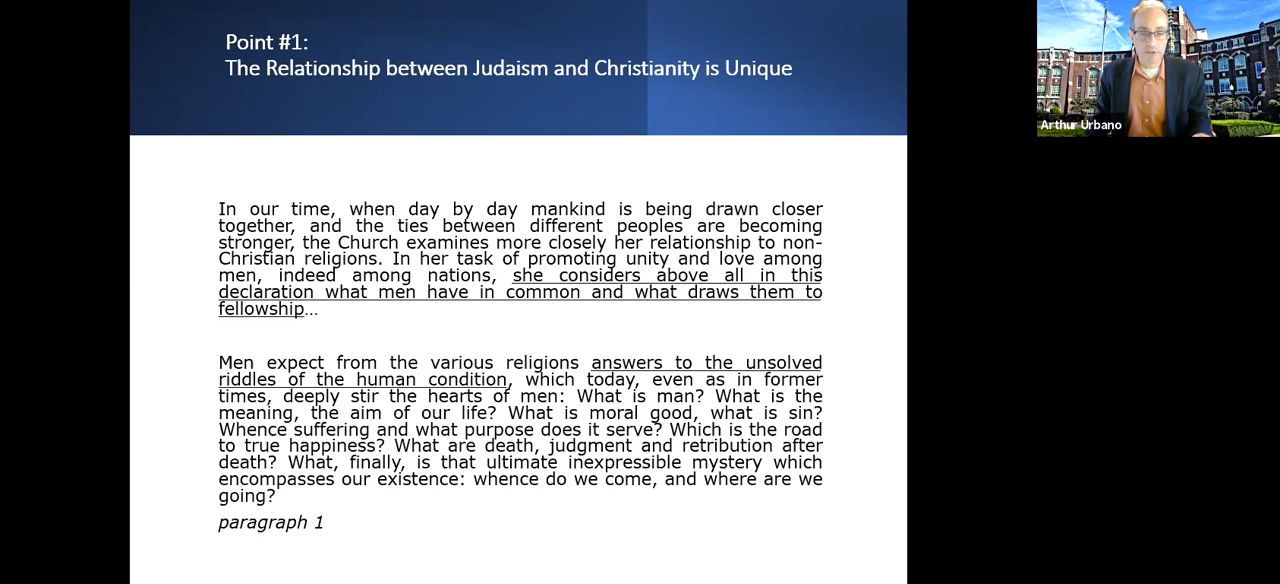 Point #1:
The Relationship between Judaism and Christianity is Unique
Arthur Urbano
In our time, when day by day mankind is being drawn closer
together, and the ties between different peoples are becoming
stronger, the Church examines more closely her relationship to non-
Christian religions. In her task of promoting unity and love among
men, indeed among nations, she considers above all in this
declaration what men have in common and what draws them to
fellowship...
Men expect from the various religions answers to the unsolved
riddles of the human condition, which today, even as in former
times, deeply stir the hearts of men: What is man? What is the
meaning, the aim of our life? What is moral good, what is sin?
Whence suffering and what purpose does it serve? Which is the road
to true happiness? What are death, judgment and retribution after
death? What, finally, is that ultimate inexpressible mystery which
encompasses our existence: whence do we come, and where are we
going?
paragraph 1